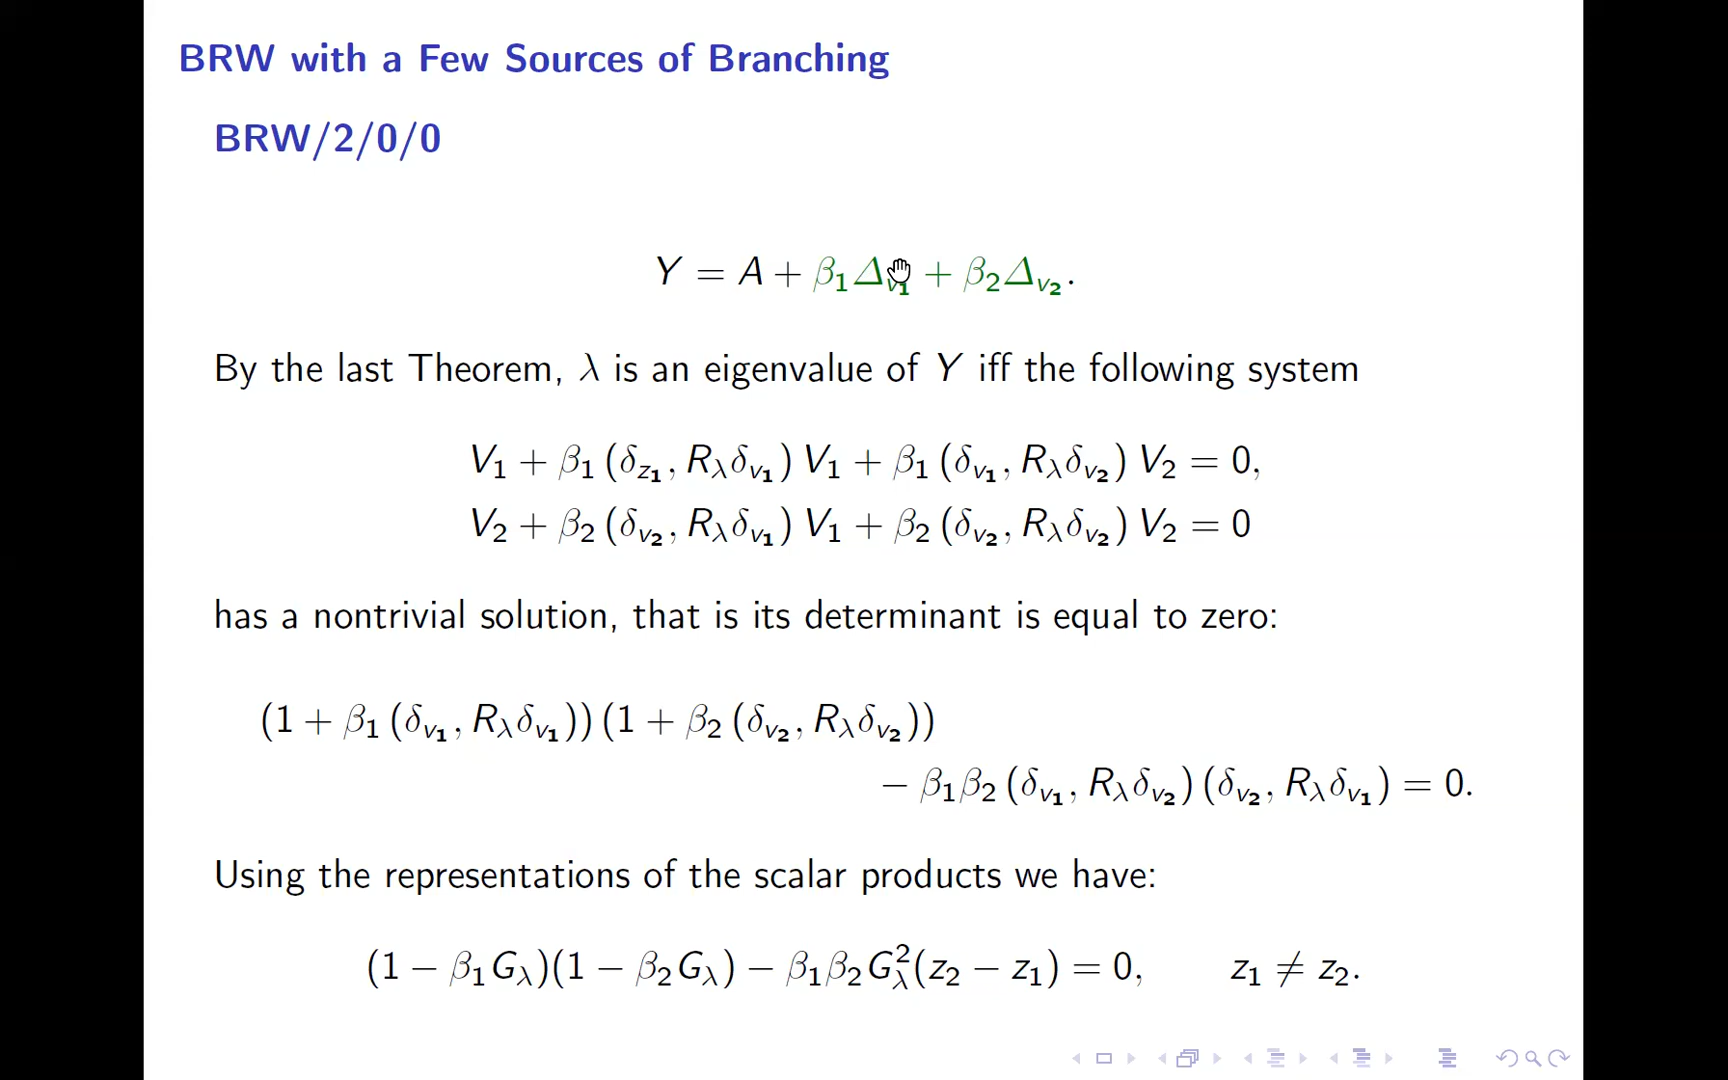 BRW with a Few Sources of Branching
BRW/2/0/0
Y = A + β₁Δ_{v₁} + β₂Δ_{v₂}.
By the last Theorem, λ is an eigenvalue of Y iff the following system
V₁ + β₁ (δ_{z₁}, R_λδ_{v₁}) V₁ + β₁ (δ_{v₁}, R_λδ_{v₂}) V₂ = 0,
V₂ + β₂ (δ_{v₂}, R_λδ_{v₁}) V₁ + β₂ (δ_{v₂}, R_λδ_{v₂}) V₂ = 0
has a nontrivial solution, that is its determinant is equal to zero:
(1 + β₁ (δ_{v₁}, R_λδ_{v₁})) (1 + β₂ (δ_{v₂}, R_λδ_{v₂}))
− β₁β₂ (δ_{v₁}, R_λδ_{v₂}) (δ_{v₂}, R_λδ_{v₁}) = 0.
Using the representations of the scalar products we have:
(1 − β₁G_λ)(1 − β₂G_λ) − β₁β₂G_λ²(z₂ − z₁) = 0, z₁ ≠ z₂.